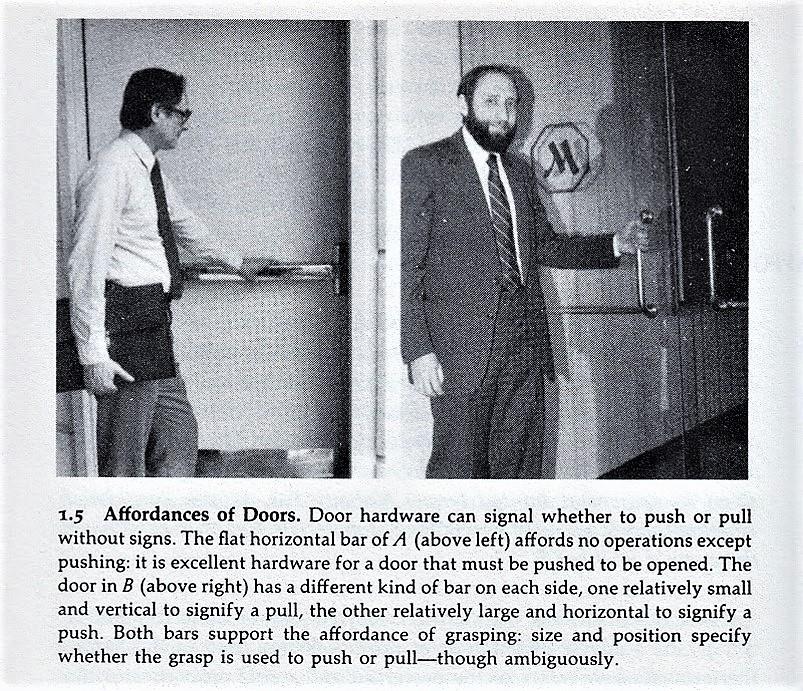 1.5 Affordances of Doors. Door hardware can signal whether to push or pull
without signs. The flat horizontal bar of A (above left) affords no operations except
pushing: it is excellent hardware for a door that must be pushed to be opened. The
door in B (above right) has a different kind of bar on each side, one relatively small
and vertical to signify a pull, the other relatively large and horizontal to signify a
push. Both bars support the affordance of grasping: size and position specify
whether the grasp is used to push or pull—though ambiguously.